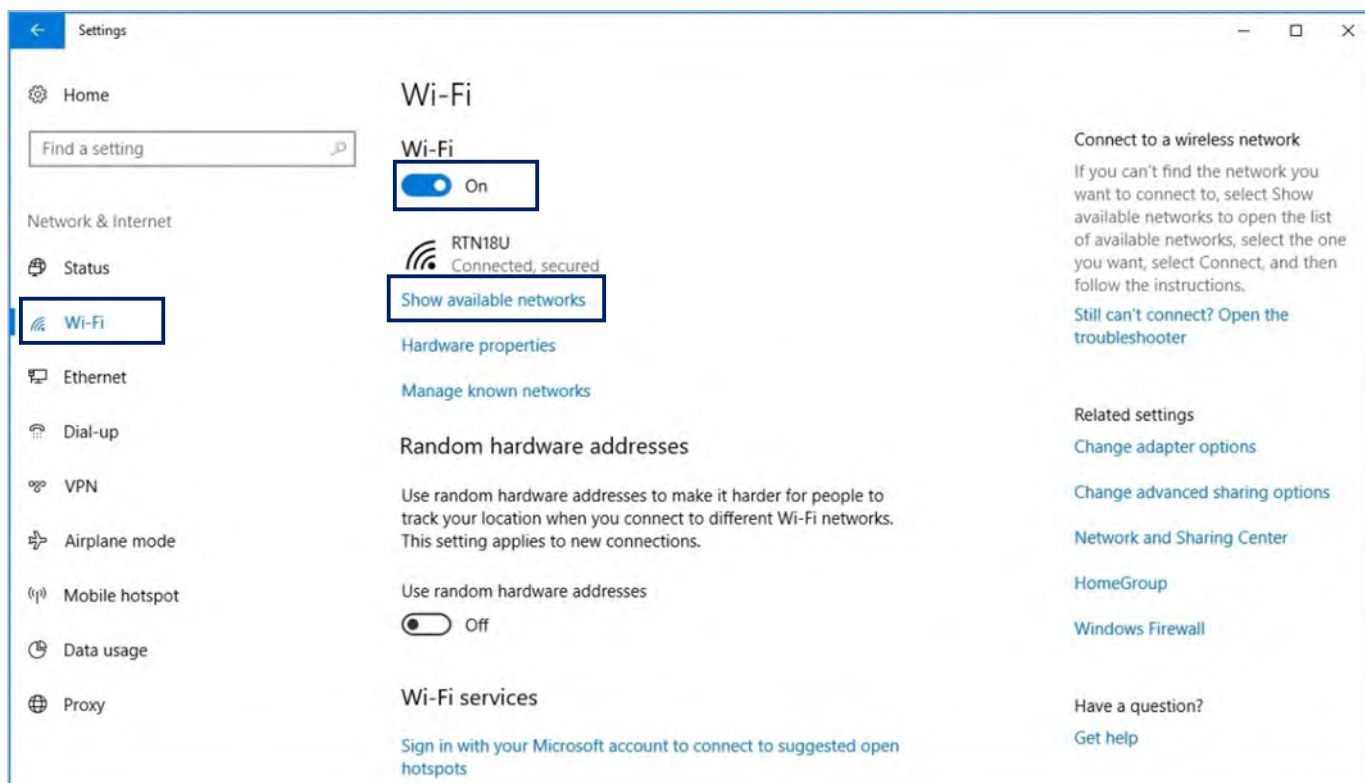 Settings
Home
Find a setting
Network & Internet
Status
Wi-Fi
Ethernet
Dial-up
VPN
Airplane mode
Mobile hotspot
Data usage
Proxy
Wi-Fi
Wi-Fi
On
RTN18U
Connected, secured
Show available networks
Hardware properties
Manage known networks
Random hardware addresses
Use random hardware addresses to make it harder for people to
track your location when you connect to different Wi-Fi networks.
This setting applies to new connections.
Use random hardware addresses
Off
Wi-Fi services
Sign in with your Microsoft account to connect to suggested open
hotspots
Connect to a wireless network
If you can't find the network you
want to connect to, select Show
available networks to open the list
of available networks, select the one
you want, select Connect, and then
follow the instructions.
Still can't connect? Open the
troubleshooter
Related settings
Change adapter options
Change advanced sharing options
Network and Sharing Center
HomeGroup
Windows Firewall
Have a question?
Get help